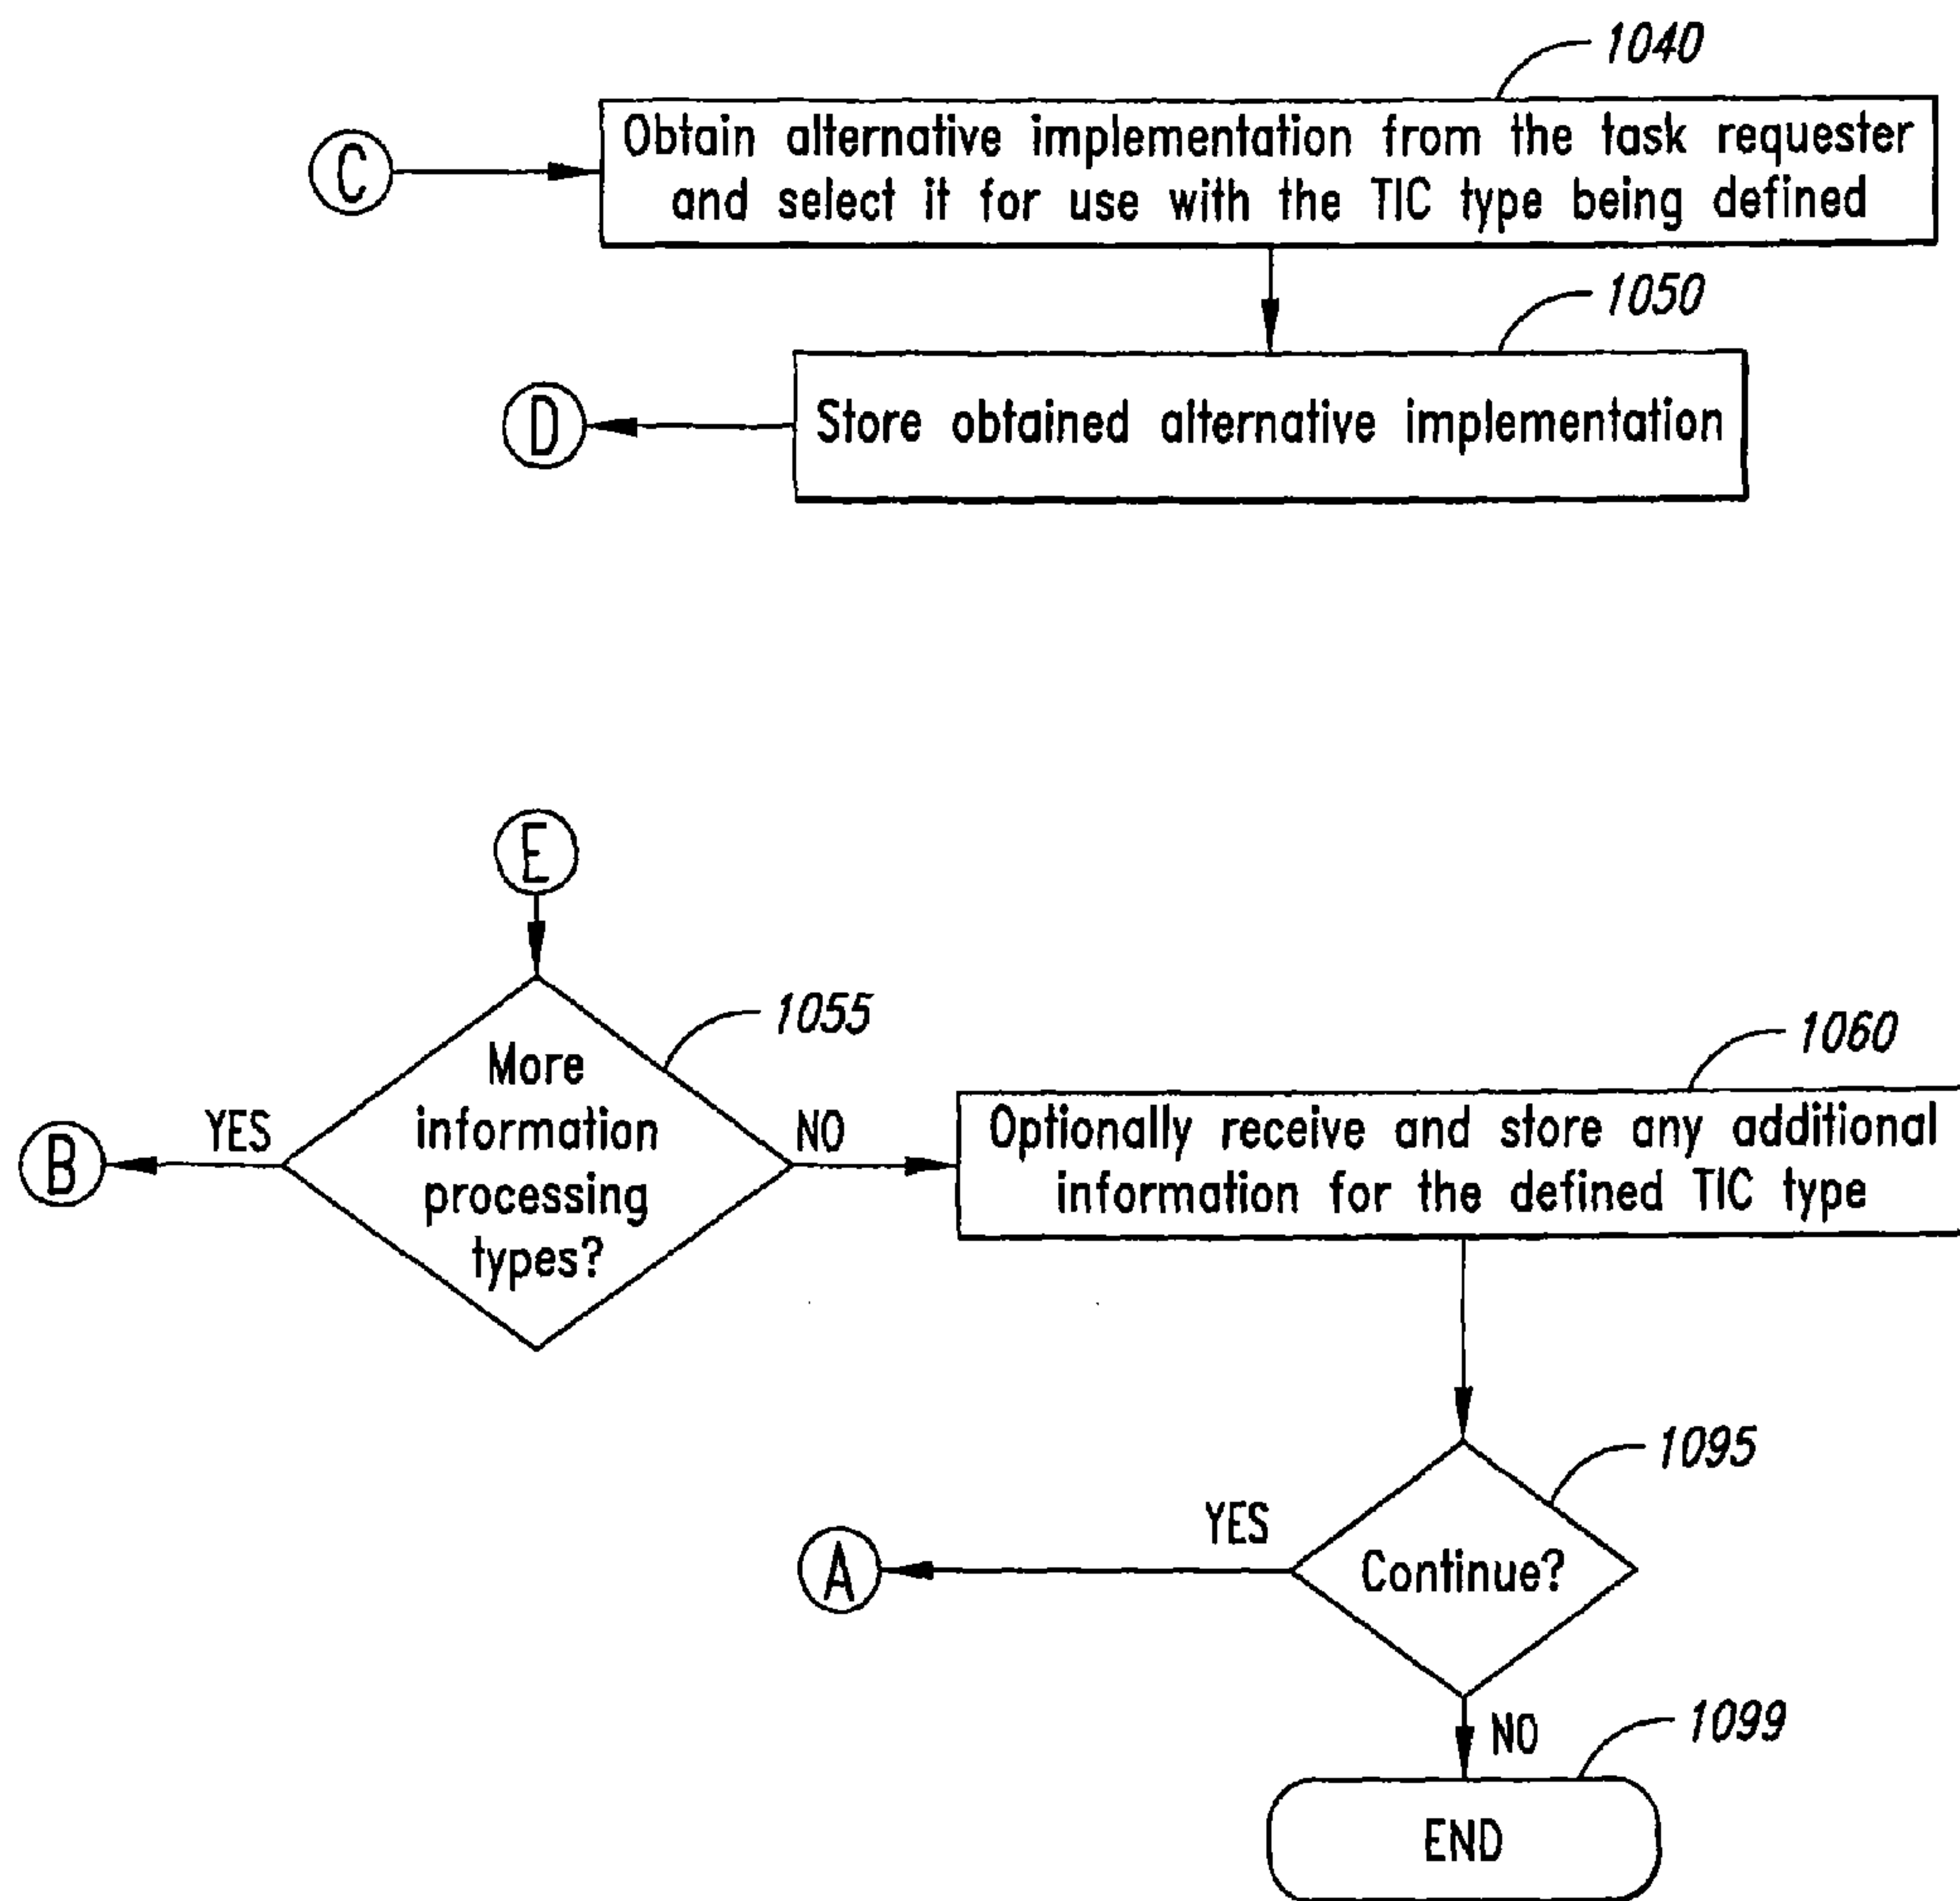 1040
C
Obtain alternative implementation from the task requester
and select it for use with the TIC type being defined
1050
D
Store obtained alternative implementation
E
1055
More
information
processing
types?
YES
B
NO
1060
Optionally receive and store any additional
information for the defined TIC type
1095
YES
A
Continue?
NO
1099
END